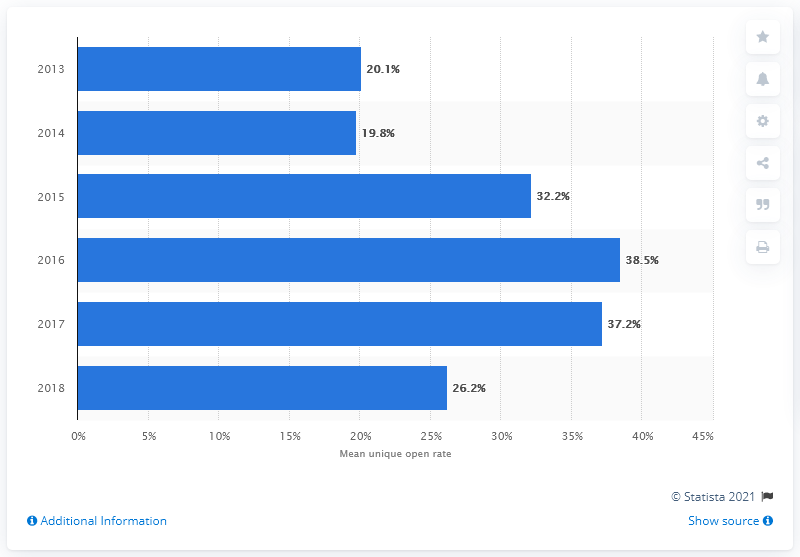 2013 20.1%
2014 19.8%
2015 32.2%
2016 38.5%
2017 37.2%
2018 26.2%
0% 5% 10% 15% 20% 25% 30% 35% 40% 45%
Mean unique open rate
© Statista 2021
Additional Information Show source